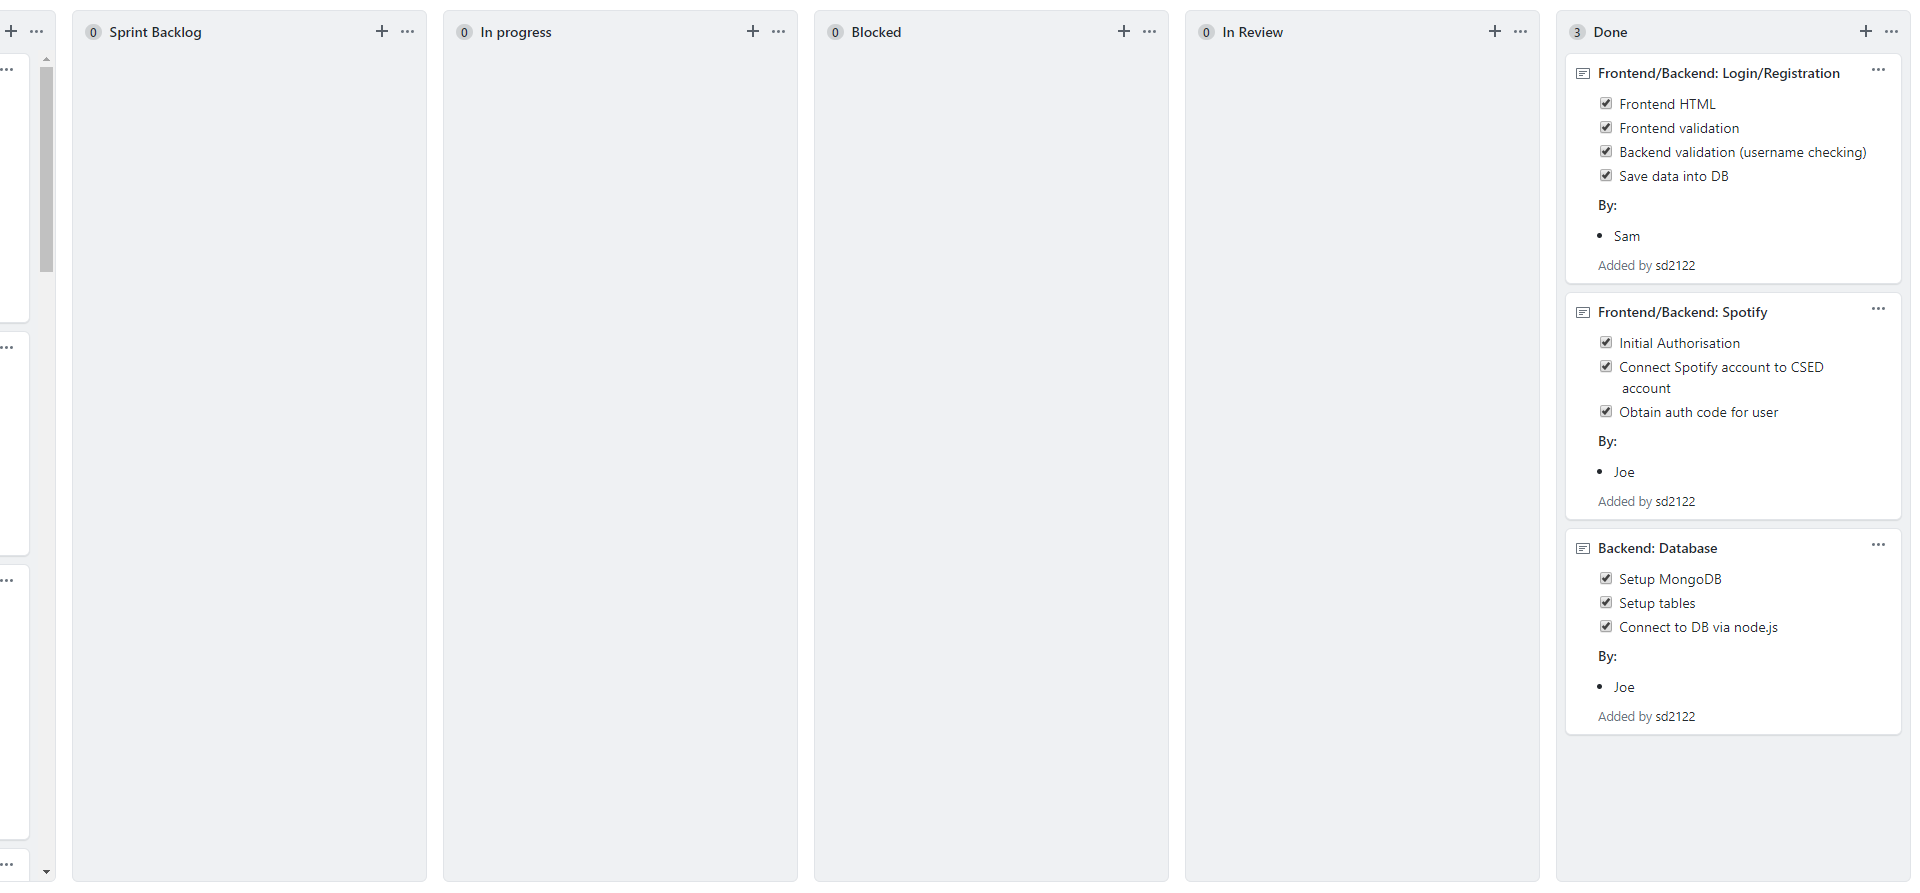 0 Sprint Backlog
0 In progress
0 Blocked
0 In Review
3 Done
Frontend/Backend: Login/Registration
Frontend HTML
Frontend validation
Backend validation (username checking)
Save data into DB
By:
Sam
Added by sd2122
Frontend/Backend: Spotify
Initial Authorisation
Connect Spotify account to CSED
account
Obtain auth code for user
By:
Joe
Added by sd2122
Backend: Database
Setup MongoDB
Setup tables
Connect to DB via node.js
By:
Joe
Added by sd2122